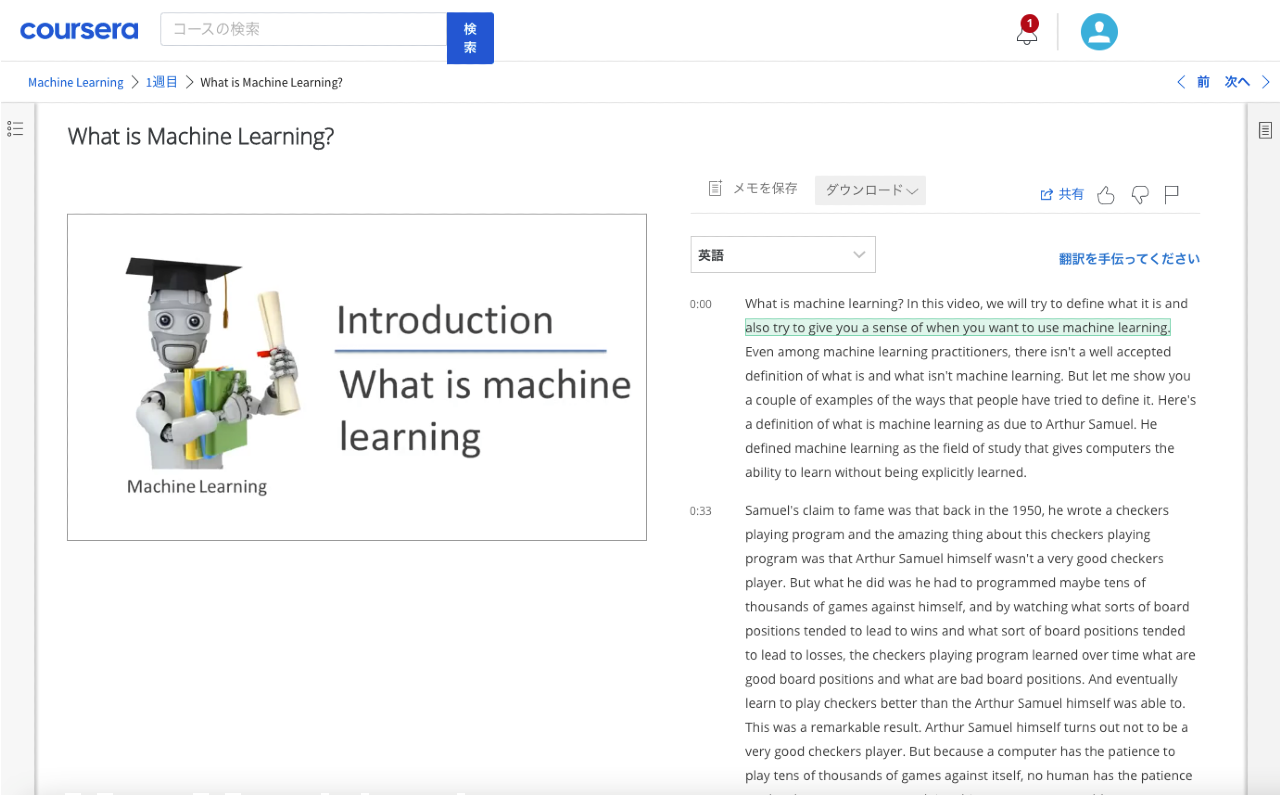 coursera
コースの検索
検
索
1
Machine Learning
1週目
What is Machine Learning?
前
次へ
What is Machine Learning?
メモを保存
ダウンロード
共有
英語
翻訳を手伝ってください
Introduction
What is machine
learning
Machine Learning
0:00
What is machine learning? In this video, we will try to define what it is and
also try to give you a sense of when you want to use machine learning.
Even among machine learning practitioners, there isn't a well accepted
definition of what is and what isn't machine learning. But let me show you
a couple of examples of the ways that people have tried to define it. Here's
a definition of what is machine learning as due to Arthur Samuel. He
defined machine learning as the field of study that gives computers the
ability to learn without being explicitly learned.
0:33
Samuel's claim to fame was that back in the 1950, he wrote a checkers
playing program and the amazing thing about this checkers playing
program was that Arthur Samuel himself wasn't a very good checkers
player. But what he did was he had to programmed maybe tens of
thousands of games against himself, and by watching what sorts of board
positions tended to lead to wins and what sort of board positions tended
to lead to losses, the checkers playing program learned over time what are
good board positions and what are bad board positions. And eventually
learn to play checkers better than the Arthur Samuel himself was able to.
This was a remarkable result. Arthur Samuel himself turns out not to be a
very good checkers player. But because a computer has the patience to
play tens of thousands of games against itself, no human has the patience